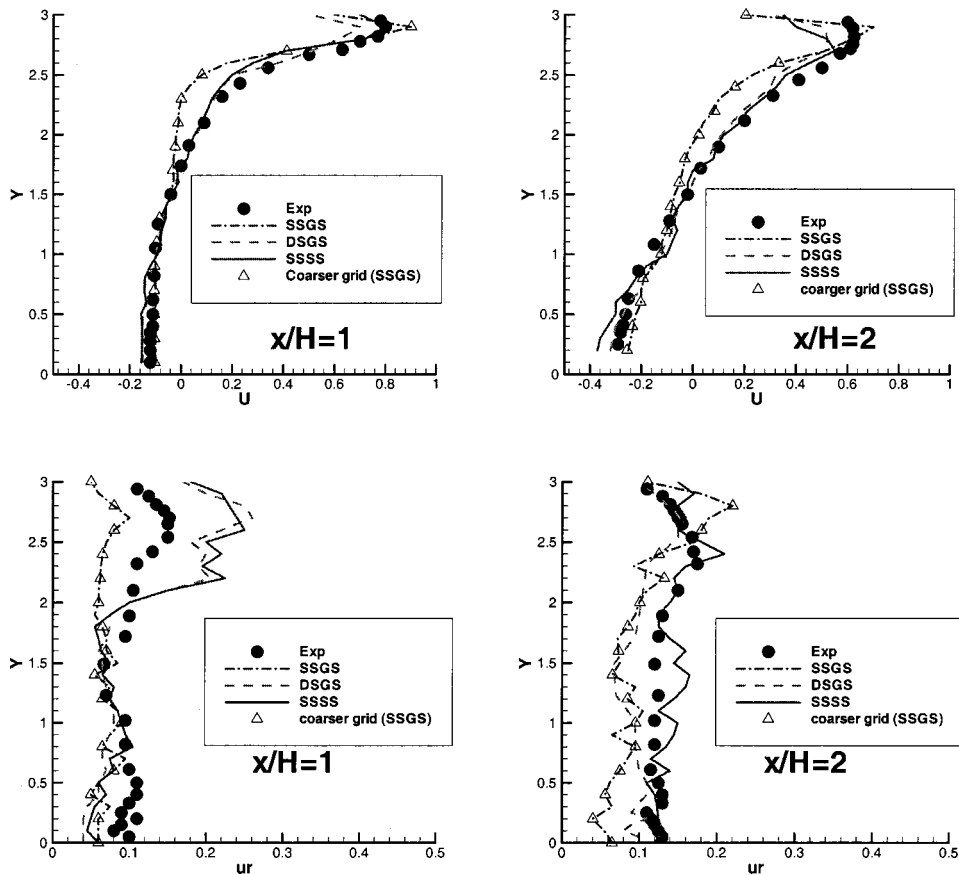 3
2.5
2
1.5
1
0.5
0
Y
-0.4
-0.2
0
0.2
0.4
0.6
0.8
1
U
Exp
SSGS
DSGS
SSSS
Coarser grid (SSGS)
x/H=1
3
2.5
2
1.5
1
0.5
0
Y
-0.4
-0.2
0
0.2
0.4
0.6
0.8
1
U
Exp
SSGS
DSGS
SSSS
coarger grid (SSGS)
x/H=2
3
2.5
2
1.5
1
0.5
0
Y
0
0.1
0.2
0.3
0.4
0.5
ur
Exp
SSGS
DSGS
SSSS
coarser grid (SSGS)
x/H=1
3
2.5
2
1.5
1
0.5
0
Y
0
0.1
0.2
0.3
0.4
0.5
ur
Exp
SSGS
DSGS
SSSS
coarser grid (SSGS)
x/H=2